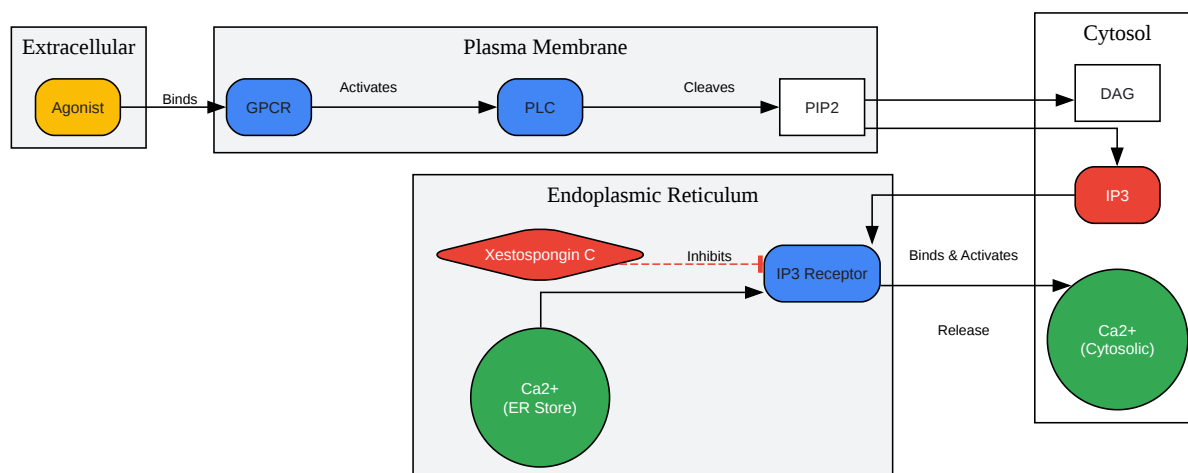 Extracellular
Plasma Membrane
Cytosol
Agonist
Binds
GPCR
Activates
PLC
Cleaves
PIP2
DAG
Endoplasmic Reticulum
IP3
Xestospongin C
Inhibits
IP3 Receptor
Binds & Activates
Release
Ca2+
(Cytosolic)
Ca2+
(ER Store)